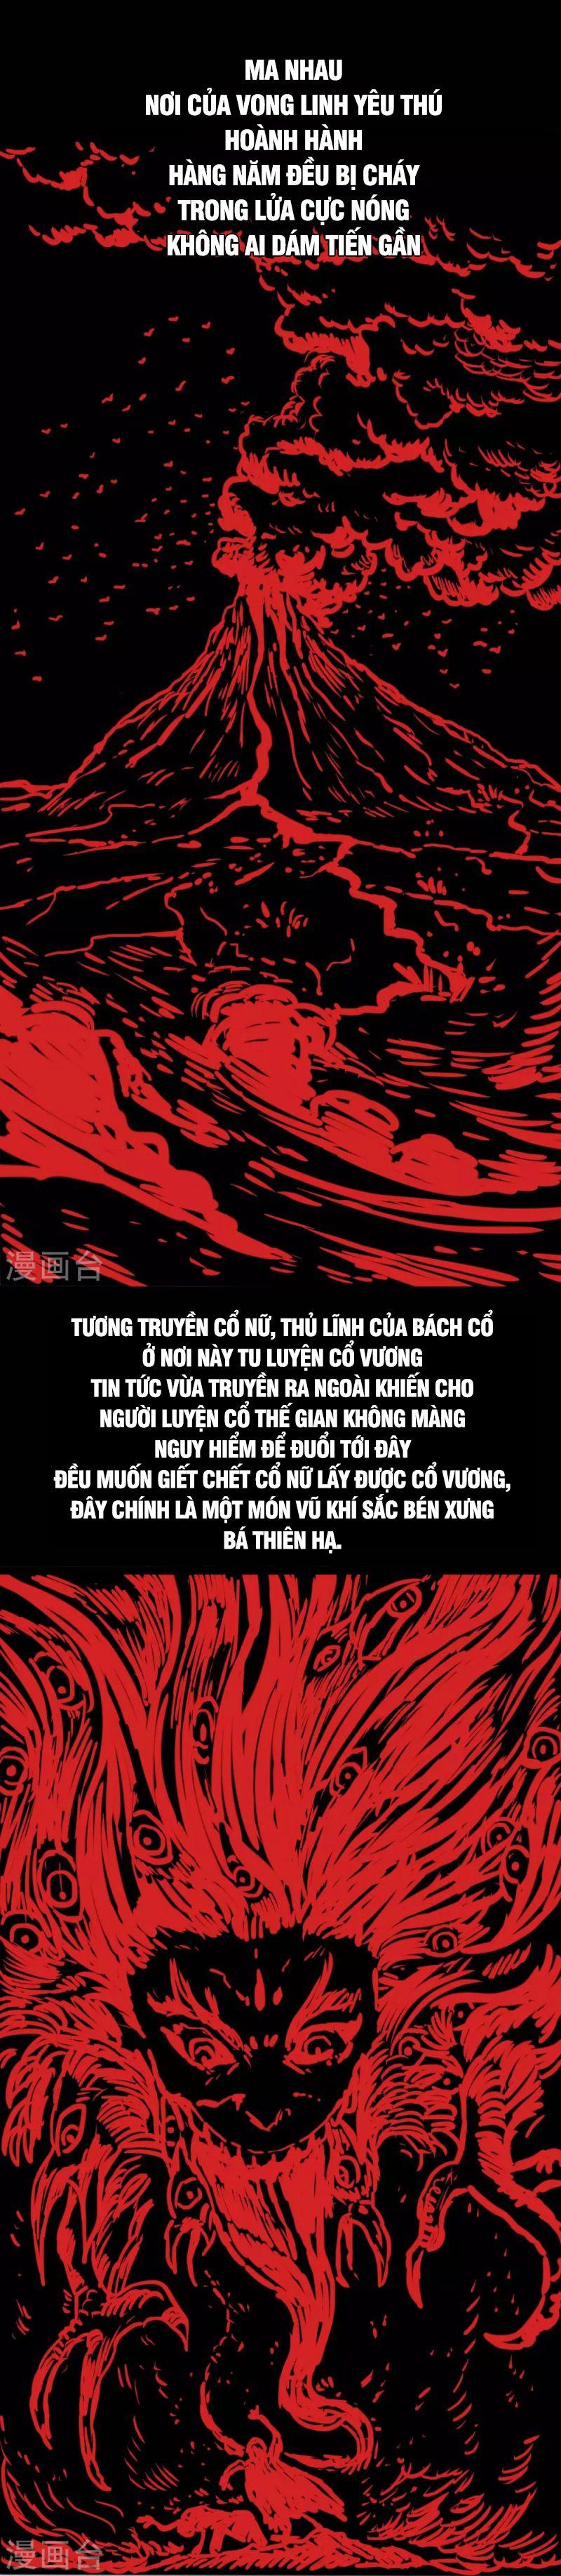 MA NHAU
NƠI CỦA VONG LINH YÊU THÚ
HOÀNH HÀNH
HÀNG NĂM ĐỀU BỊ CHÁY
TRONG LỬA CỰC NÓNG
KHÔNG AI DÁM TIẾN GẦN
漫画台
TƯƠNG TRUYỀN CỔ NỮ, THỦ LĨNH CỦA BÁCH CỔ
Ở NƠI NÀY TU LUYỆN CỔ VƯƠNG
TIN TỨC VỪA TRUYỀN RA NGOÀI KHIẾN CHO
NGƯỜI LUYỆN CỔ THẾ GIAN KHÔNG MÀNG
NGUY HIỂM ĐỂ ĐUỔI TỚI ĐÂY
ĐỀU MUỐN GIẾT CHẾT CỔ NỮ LẤY ĐƯỢC CỔ VƯƠNG,
ĐÂY CHÍNH LÀ MỘT MÓN VŨ KHÍ SẮC BÉN XƯNG
BÁ THIÊN HẠ.
漫画台